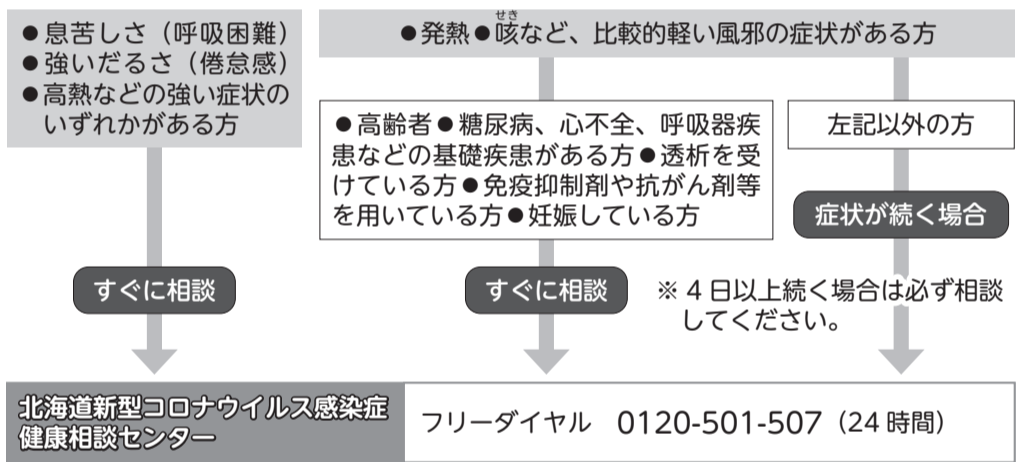 ●息苦しさ(呼吸困難)
●強いだるさ(倦怠感)
●高熱などの強い症状の
いずれかがある方
すぐに相談
せき
●発熱●咳など、比較的軽い風邪の症状がある方
●高齢者●糖尿病、心不全、呼吸器疾
患などの基礎疾患がある方●透析を受
けている方●免疫抑制剤や抗がん剤等
を用いている方●妊娠している方
すぐに相談
左記以外の方
症状が続く場合
※4日以上続く場合は必ず相談
してください。
北海道新型コロナウイルス感染症
健康相談センター
フリーダイヤル 0120-501-507(24時間)